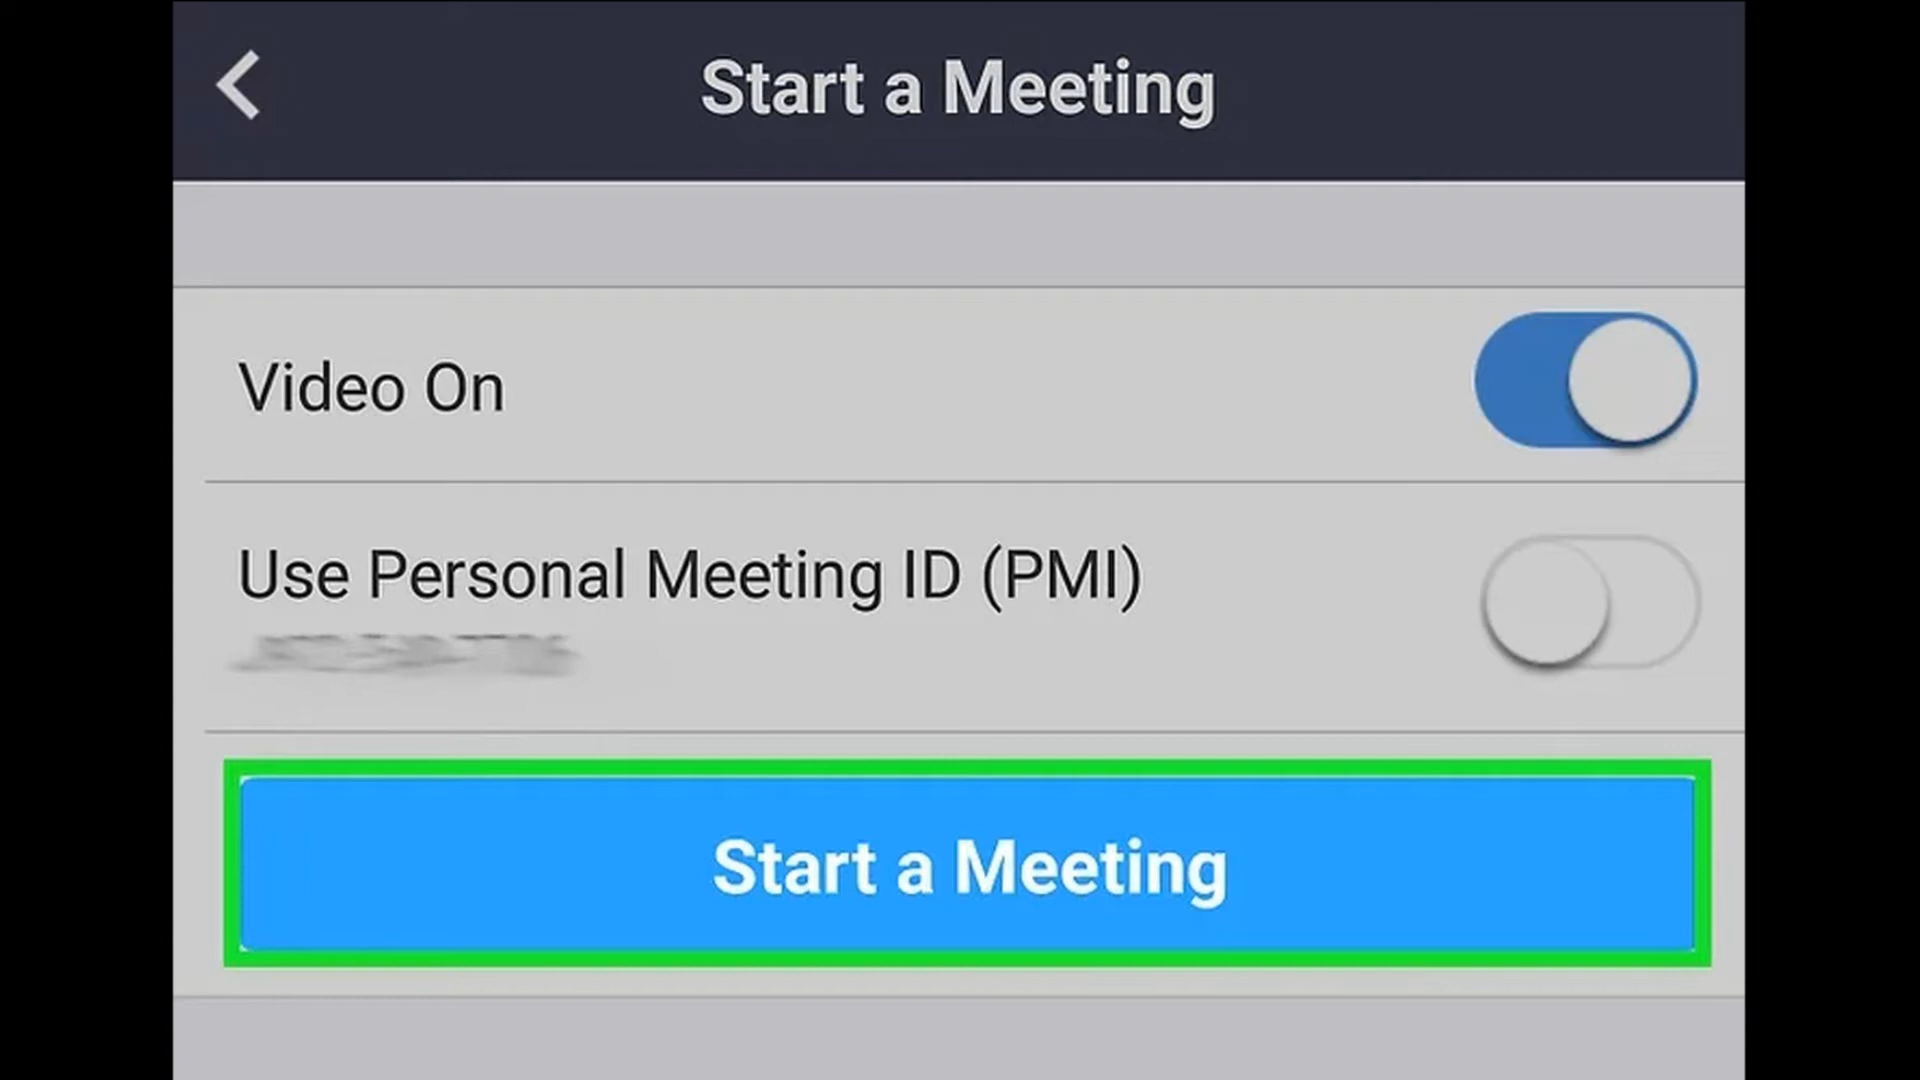 Start a Meeting
Video On
Use Personal Meeting ID (PMI)
Start a Meeting